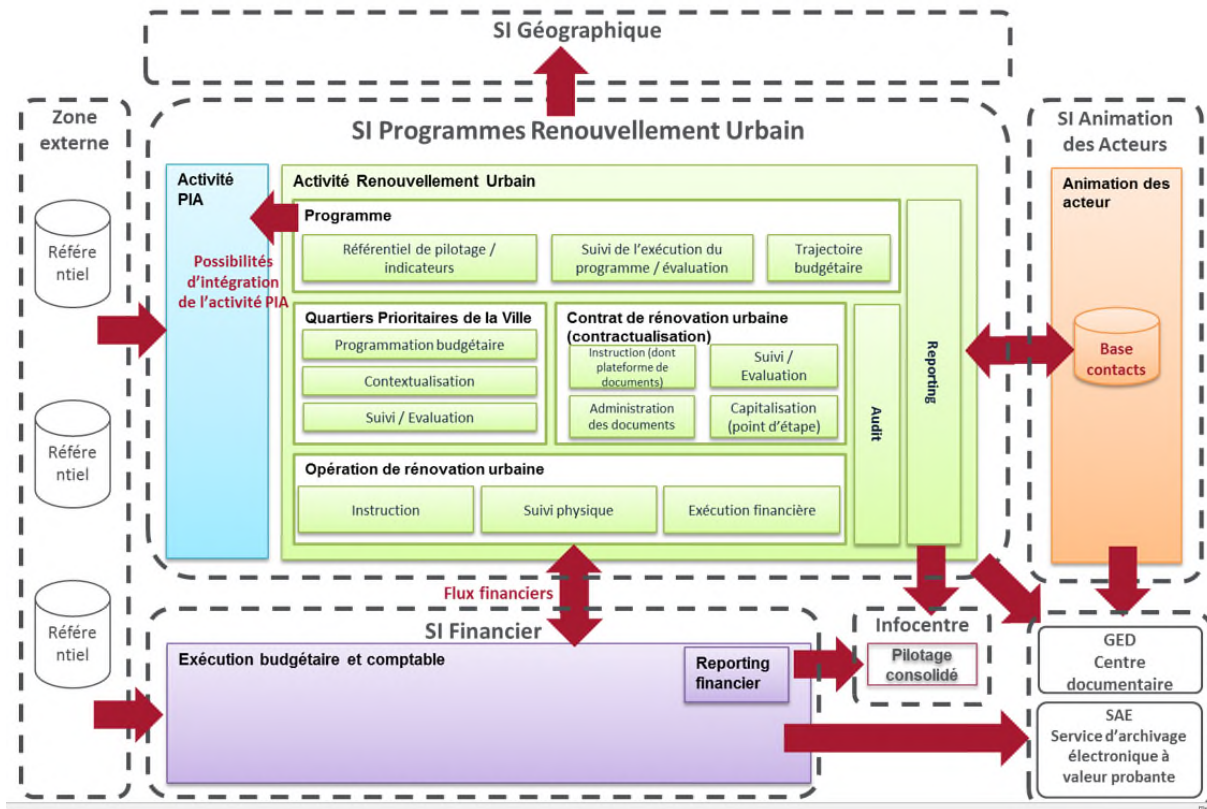 SI Géographique
Zone
externe
Référe
ntiel
Référe
ntiel
Référe
ntiel
SI Programmes Renouvellement Urbain
Activité
PIA
Possibilités
d'intégration
de l'activité PIA
Activité Renouvellement Urbain
Programme
Référentiel de pilotage /
indicateurs
Suivi de l'exécution du
programme / évaluation
Trajectoire
budgétaire
Quartiers Prioritaires de la Ville
Programmation budgétaire
Contextualisation
Suivi / Evaluation
Contrat de rénovation urbaine
(contractualisation)
Instruction (dont
plateforme de
documents)
Suivi /
Evaluation
Administration
des documents
Capitalisation
(point d'étape)
Opération de rénovation urbaine
Instruction
Suivi physique
Exécution financière
Audit
Reporting
SI Animation
des Acteurs
Animation des
acteur
Base
contacts
Flux financiers
SI Financier
Exécution budgétaire et comptable
Reporting
financier
Infocentre
Pilotage
consolidé
GED
Centre
documentaire
SAE
Service d'archivage
électronique à
valeur probante